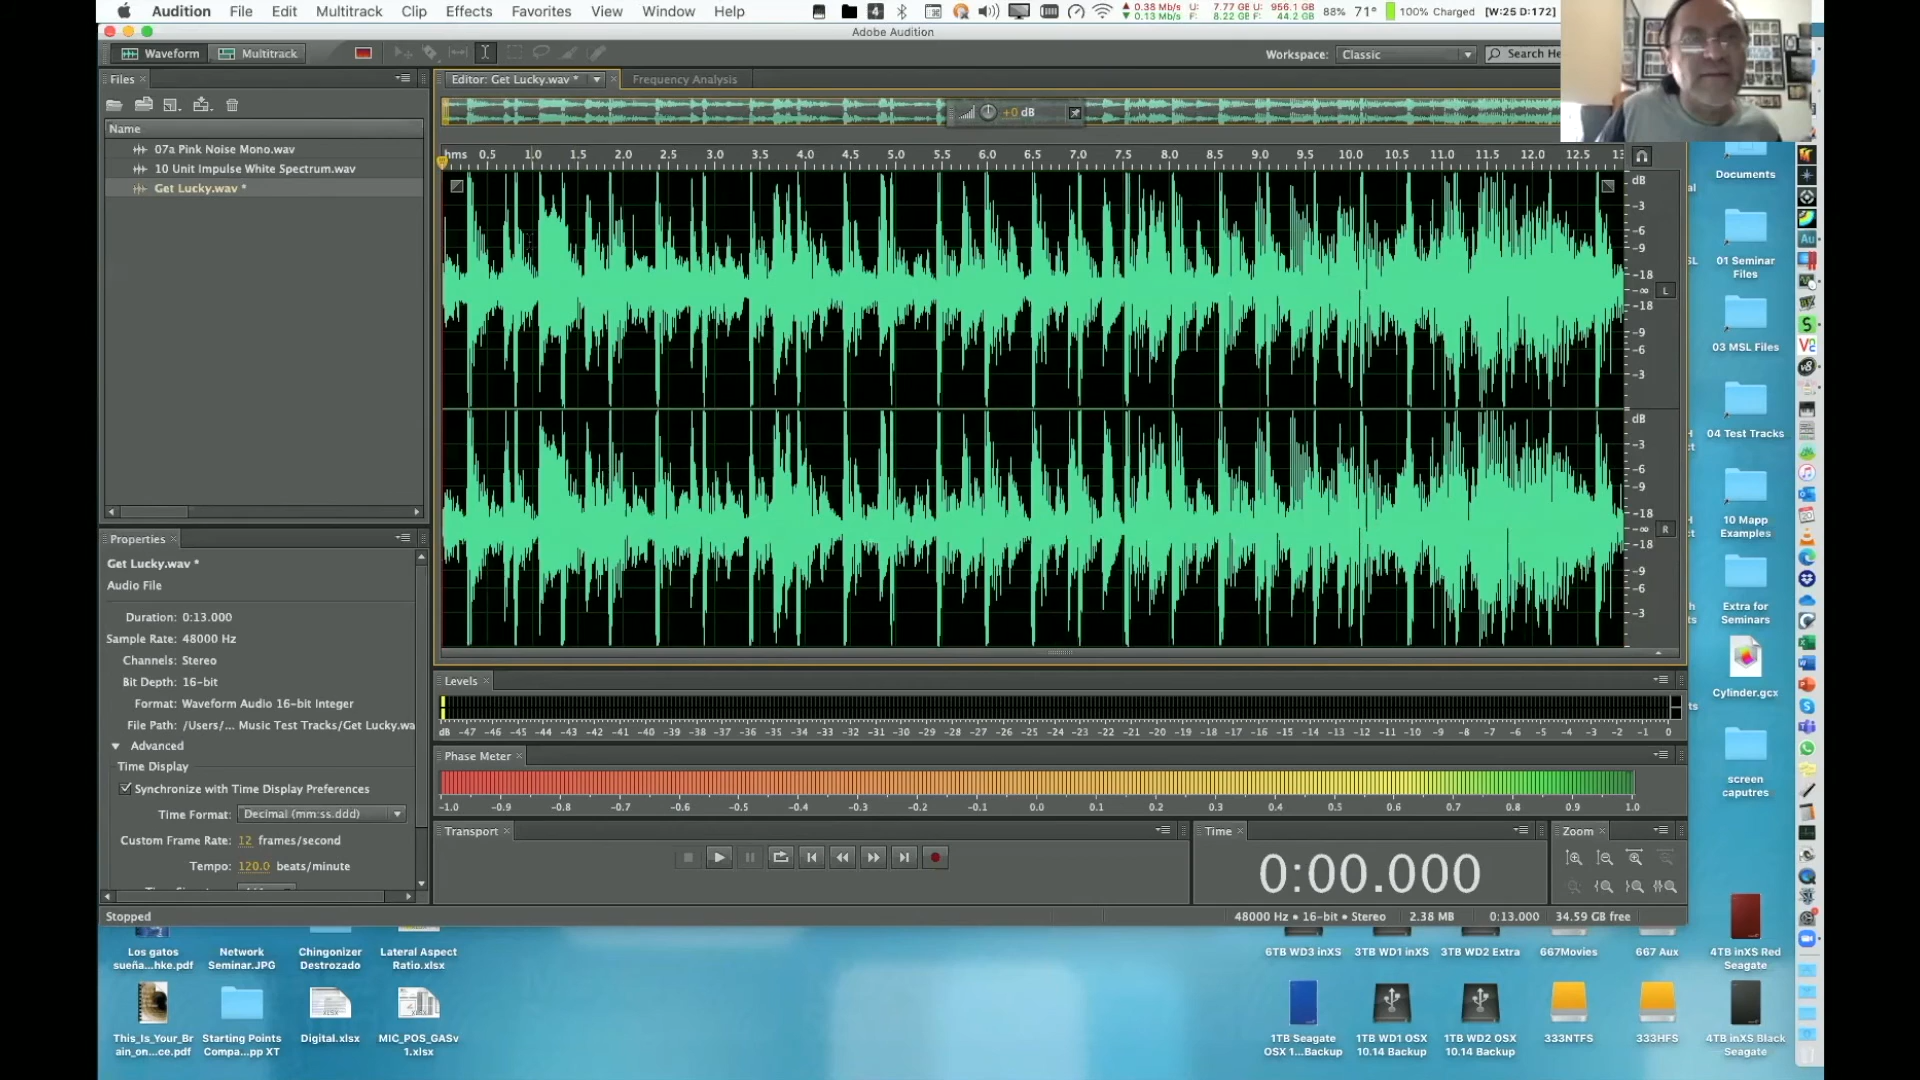 Audition File Edit Multitrack Clip Effects Favorites View Window Help
4 0.38 MB/s 0.13 MB/s U: 7.77 GB F: 8.22 GB U: 956.1 GB F: 44.2 GB 88% 71° 100% Charged [W:25 D:172]
Adobe Audition
Waveform Multitrack
Workspace: Classic Search He
Files
Editor: Get Lucky.wav * Frequency Analysis
+0 dB
Name
07a Pink Noise Mono.wav
10 Unit Impulse White Spectrum.wav
Get Lucky.wav *
hms 0.5 1.0 1.5 2.0 2.5 3.0 3.5 4.0 4.5 5.0 5.5 6.0 6.5 7.0 7.5 8.0 8.5 9.0 9.5 10.0 10.5 11.0 11.5 12.0 12.5 13
dB
-3
-6
-9
-18
-∞ L
-18
-9
-6
-3
dB
-3
-6
-9
-18
-∞ R
-18
-9
-6
-3
Properties
Get Lucky.wav *
Audio File
Duration: 0:13.000
Sample Rate: 48000 Hz
Channels: Stereo
Bit Depth: 16-bit
Format: Waveform Audio 16-bit Integer
File Path: /Users/... Music Test Tracks/Get Lucky.wa
Advanced
Time Display
Synchronize with Time Display Preferences
Time Format: Decimal (mm:ss.ddd)
Custom Frame Rate: 12 frames/second
Tempo: 120.0 beats/minute
Levels
dB -47 -46 -45 -44 -43 -42 -41 -40 -39 -38 -37 -36 -35 -34 -33 -32 -31 -30 -29 -28 -27 -26 -25 -24 -23 -22 -21 -20 -19 -18 -17 -16 -15 -14 -13 -12 -11 -10 -9 -8 -7 -6 -5 -4 -3 -2 -1 0
Phase Meter
-1.0 -0.9 -0.8 -0.7 -0.6 -0.5 -0.4 -0.3 -0.2 -0.1 0.0 0.1 0.2 0.3 0.4 0.5 0.6 0.7 0.8 0.9 1.0
Transport
Time
Zoom
0:00.000
Stopped
48000 Hz • 16-bit • Stereo 2.38 MB 0:13.000 34.59 GB free
Documents
01 Seminar
Files
03 MSL Files
04 Test Tracks
10 Mapp
Examples
Extra for
Seminars
Cylinder.gcx
screen
caputres
Los gatos
sueña...hke.pdf
Network
Seminar.JPG
Chingonizer
Destrozado
Lateral Aspect
Ratio.xlsx
6TB WD3 inXS
3TB WD1 inXS
3TB WD2 Extra
667Movies
667 Aux
4TB inXS Red
Seagate
This_Is_Your_Br
ain_on...ce.pdf
Starting Points
Compa...pp XT
XLSX
Digital.xlsx
MIC_POS_GASv
1.xlsx
1TB Seagate
OSX 1...Backup
1TB WD1 OSX
10.14 Backup
1TB WD2 OSX
10.14 Backup
333NTFS
333HFS
4TB inXS Black
Seagate